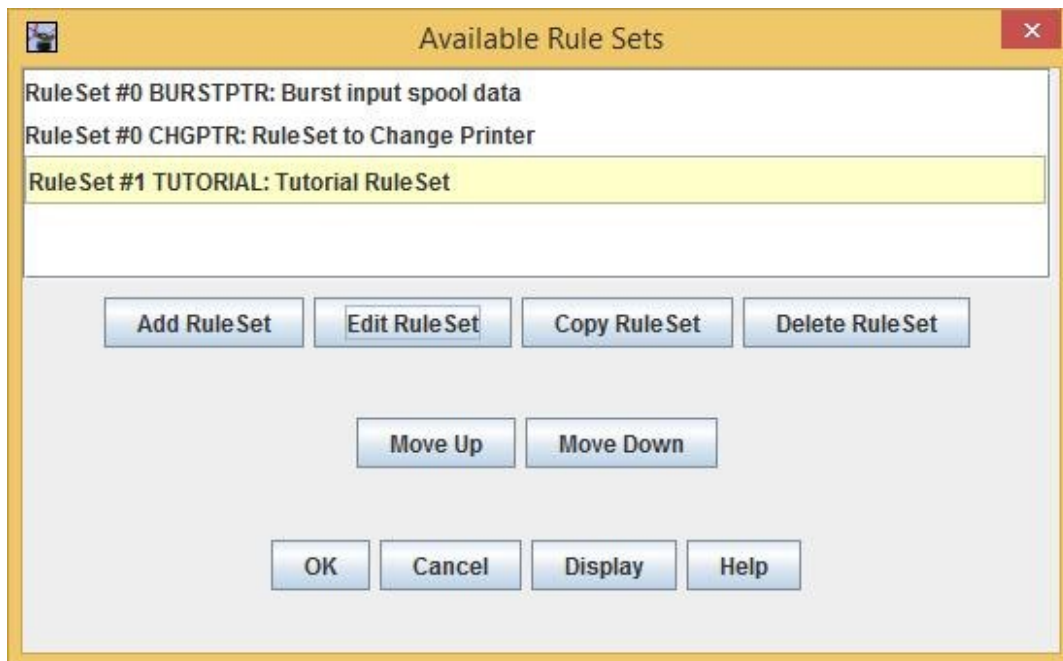 Available Rule Sets
RuleSet #0 BURSTPTR: Burst input spool data
RuleSet #0 CHGPTR: RuleSet to Change Printer
RuleSet #1 TUTORIAL: Tutorial RuleSet
Add RuleSet Edit RuleSet Copy RuleSet Delete RuleSet
Move Up Move Down
OK Cancel Display Help